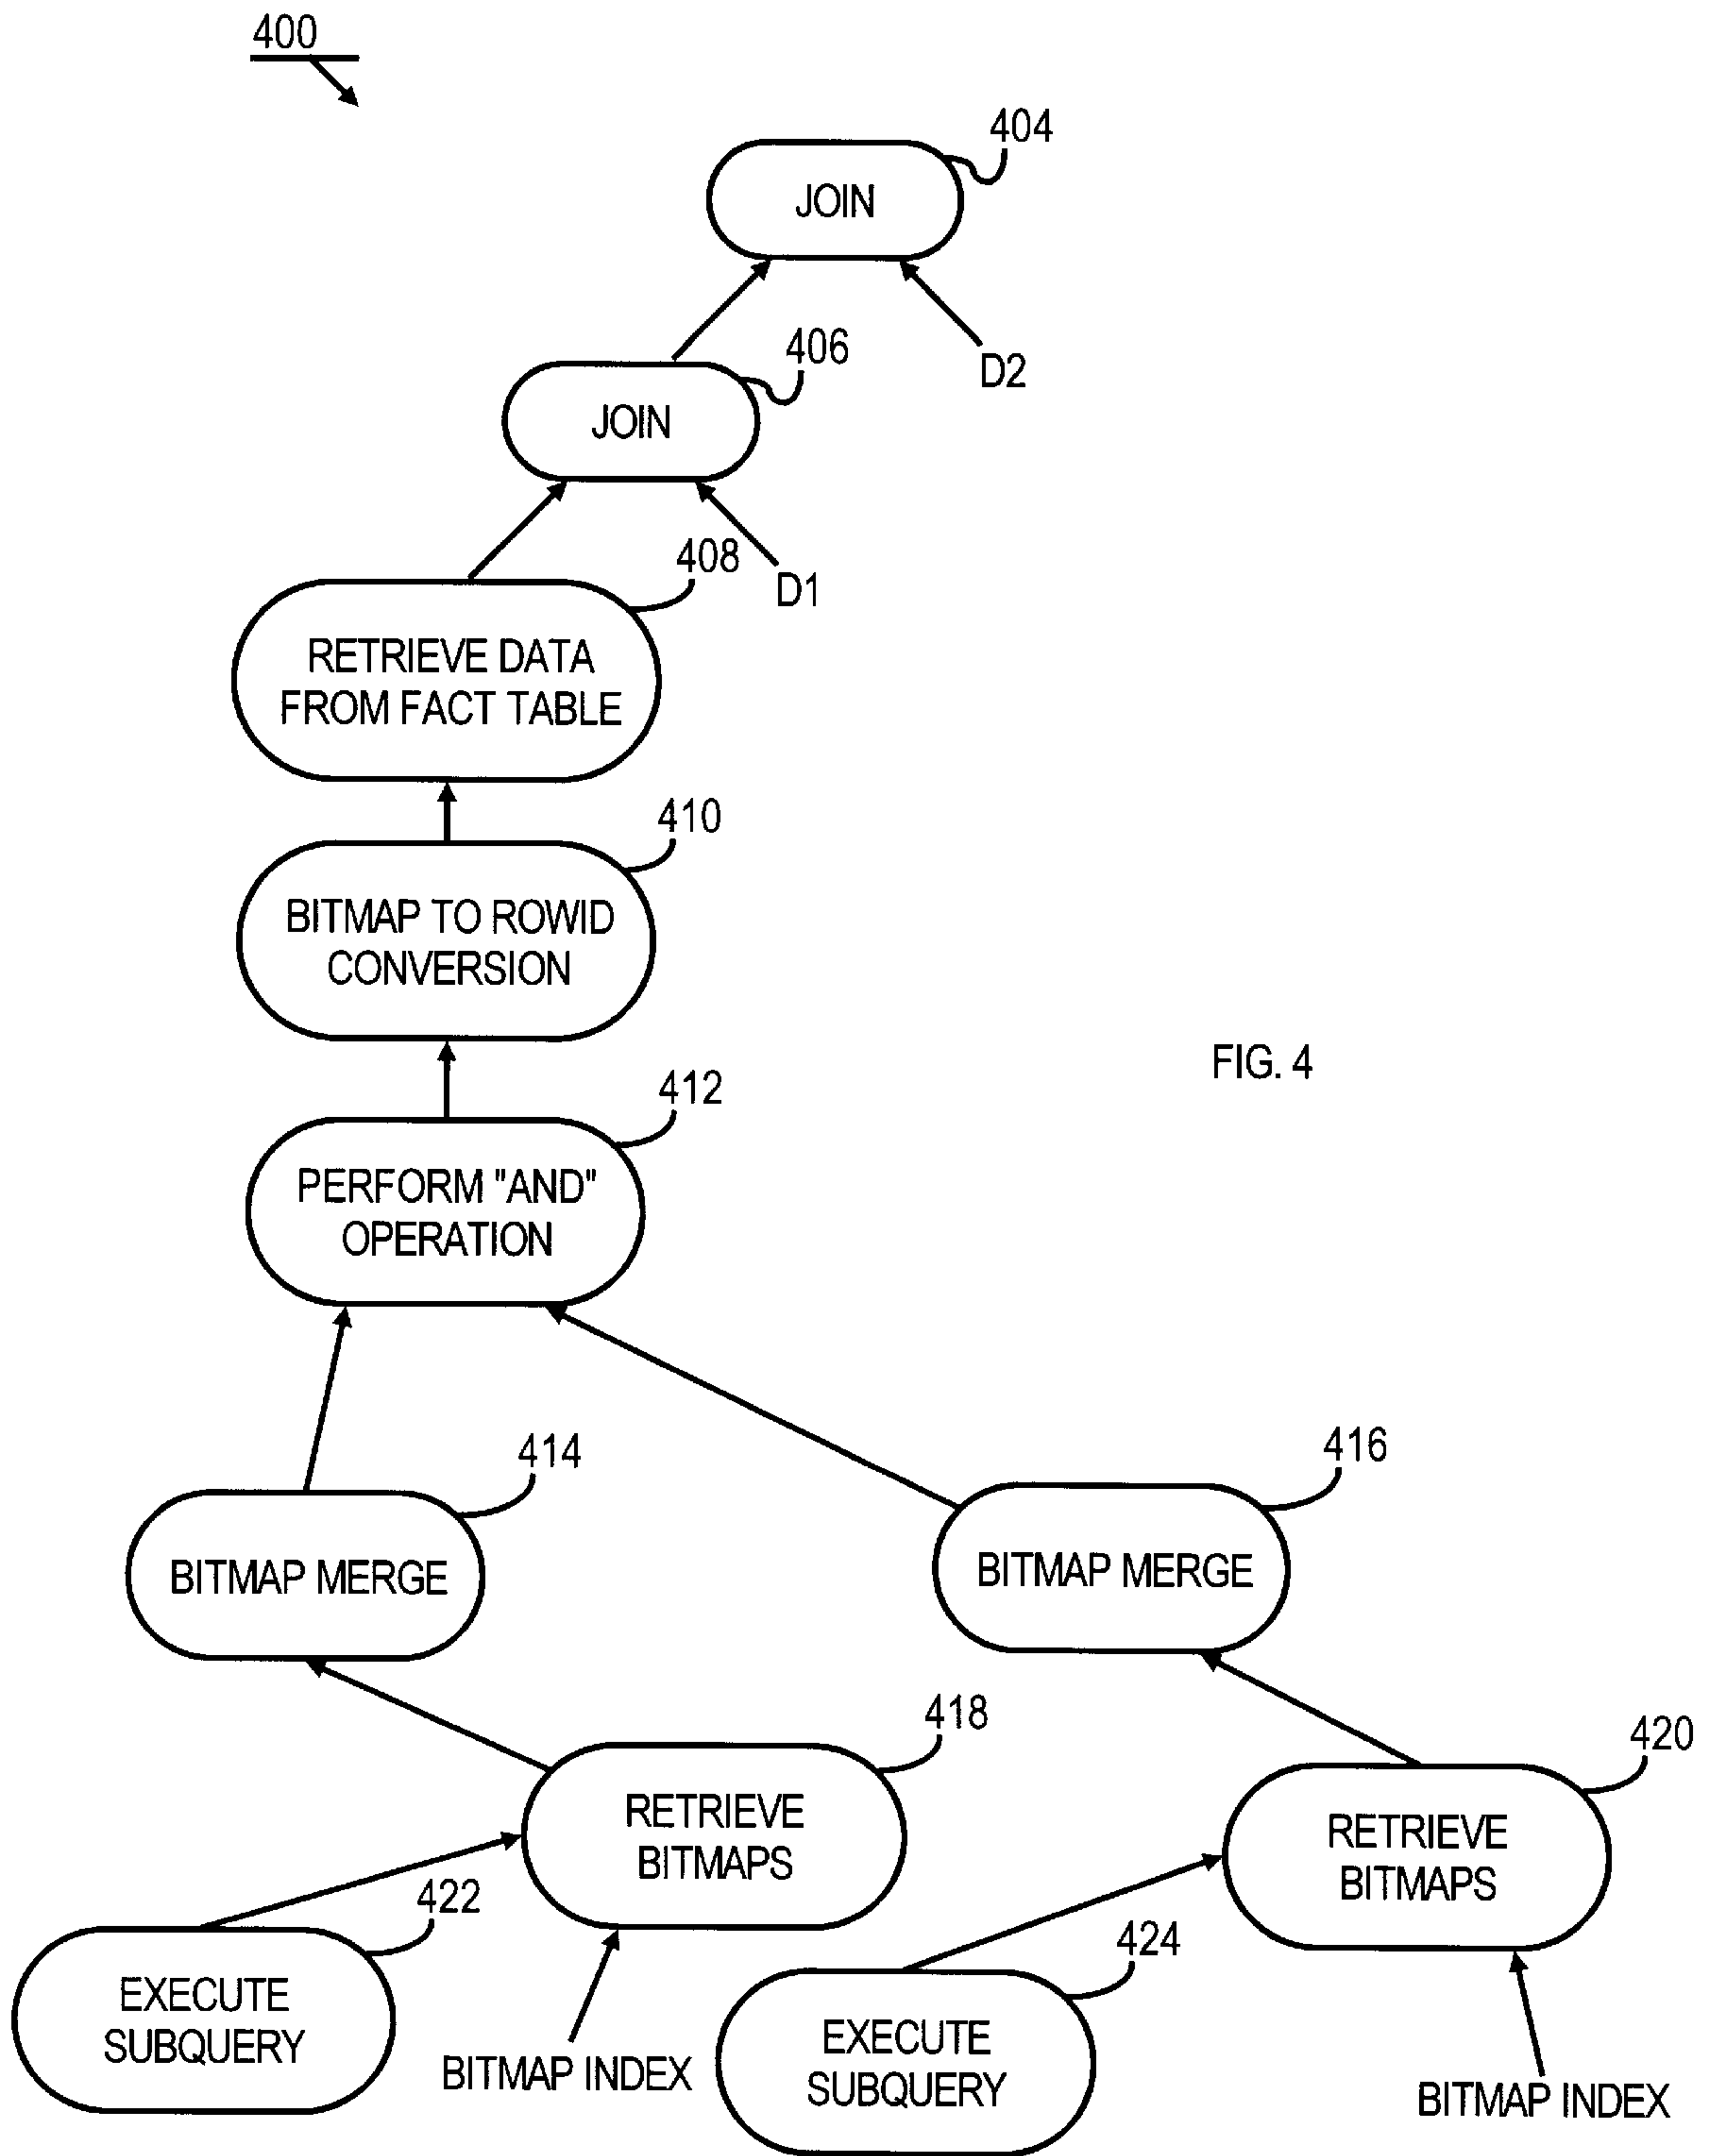 400
404
JOIN
406
D2
JOIN
408
D1
RETRIEVE DATA
FROM FACT TABLE
410
BITMAP TO ROWID
CONVERSION
FIG. 4
412
PERFORM "AND"
OPERATION
414
416
BITMAP MERGE
BITMAP MERGE
418
420
RETRIEVE
BITMAPS
RETRIEVE
BITMAPS
422
424
EXECUTE
SUBQUERY
BITMAP INDEX
EXECUTE
SUBQUERY
BITMAP INDEX